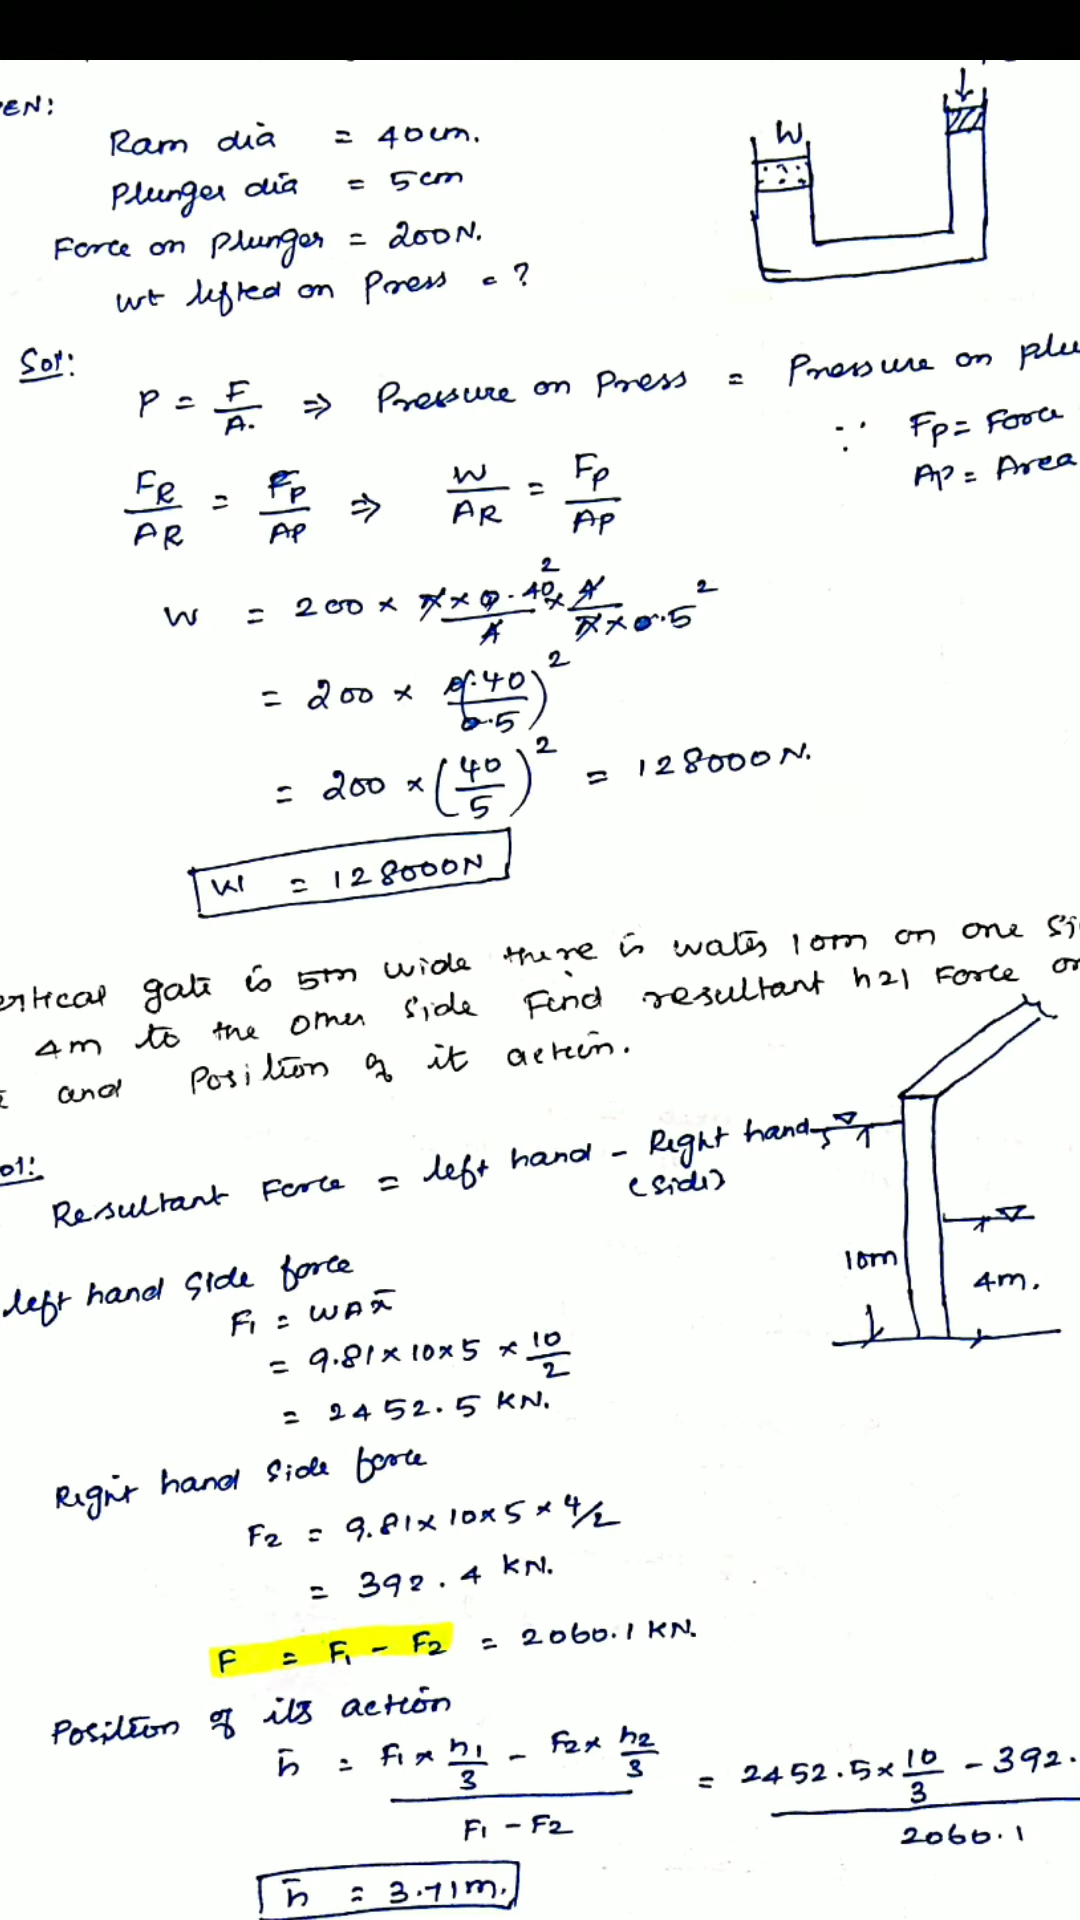 EN:
Ram dia = 40cm.
Plunger dia = 5cm
Force on plunger = 200N.
wt lifted on Press = ?
W
Sol:
P = F/A. ⇒ Pressure on Press = Pressure on plu
∵ Fp = Force
Ap = Area
FR/AR = Fp/AP ⇒ W/AR = Fp/AP
W = 200 × π×0.40²/4 × 4/π×0.5²
= 200 × (0.40/0.5)²
= 200 × (40/5)² = 128000N.
W = 128000N
ertical gate is 5m wide there is water 10m on one si
4m to the other side Find resultant hzl Force on
and Position of it action.
ol:
Resultant Force = left hand - Right hand
(side)
10m
4m.
left hand side force
F1 = WAx̄
= 9.81 × 10×5 × 10/2
= 2452.5 KN.
Right hand side force
F2 = 9.81 × 10×5 × 4/2
= 392.4 KN.
F = F1 - F2 = 2060.1 KN.
Position of its action
h̄ = F1 × h1/3 - F2 × h2/3 / F1 - F2 = 2452.5 × 10/3 - 392. / 2060.1
h̄ = 3.71m.